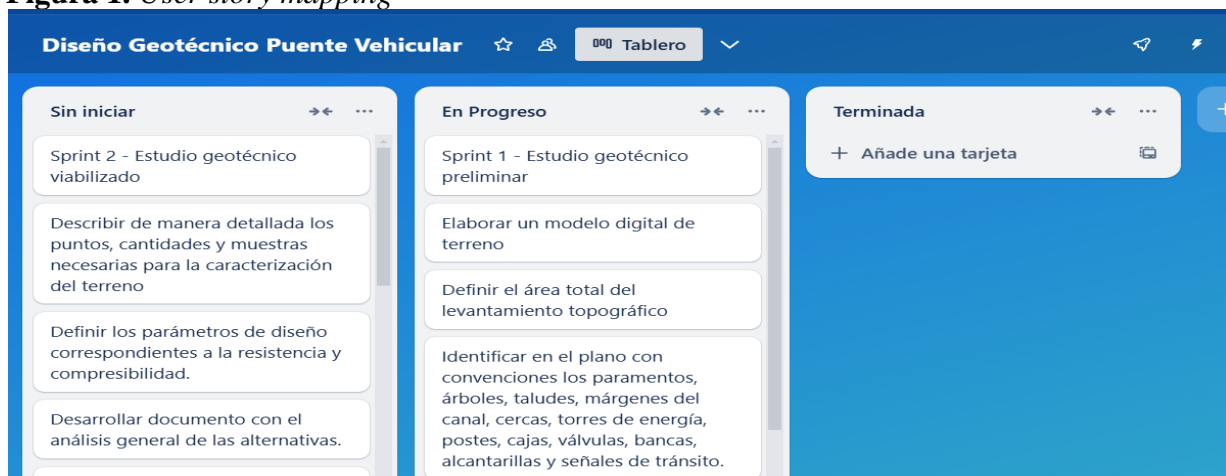 Figura 1. User story mapping
Diseño Geotécnico Puente Vehicular
Tablero
Sin iniciar
Sprint 2 - Estudio geotécnico
viabilizado
Describir de manera detallada los
puntos, cantidades y muestras
necesarias para la caracterización
del terreno
Definir los parámetros de diseño
correspondientes a la resistencia y
compresibilidad.
Desarrollar documento con el
análisis general de las alternativas.
En Progreso
Sprint 1 - Estudio geotécnico
preliminar
Elaborar un modelo digital de
terreno
Definir el área total del
levantamiento topográfico
Identificar en el plano con
convenciones los paramentos,
árboles, taludes, márgenes del
canal, cercas, torres de energía,
postes, cajas, válvulas, bancas,
alcantarillas y señales de tránsito.
Terminada
+ Añade una tarjeta